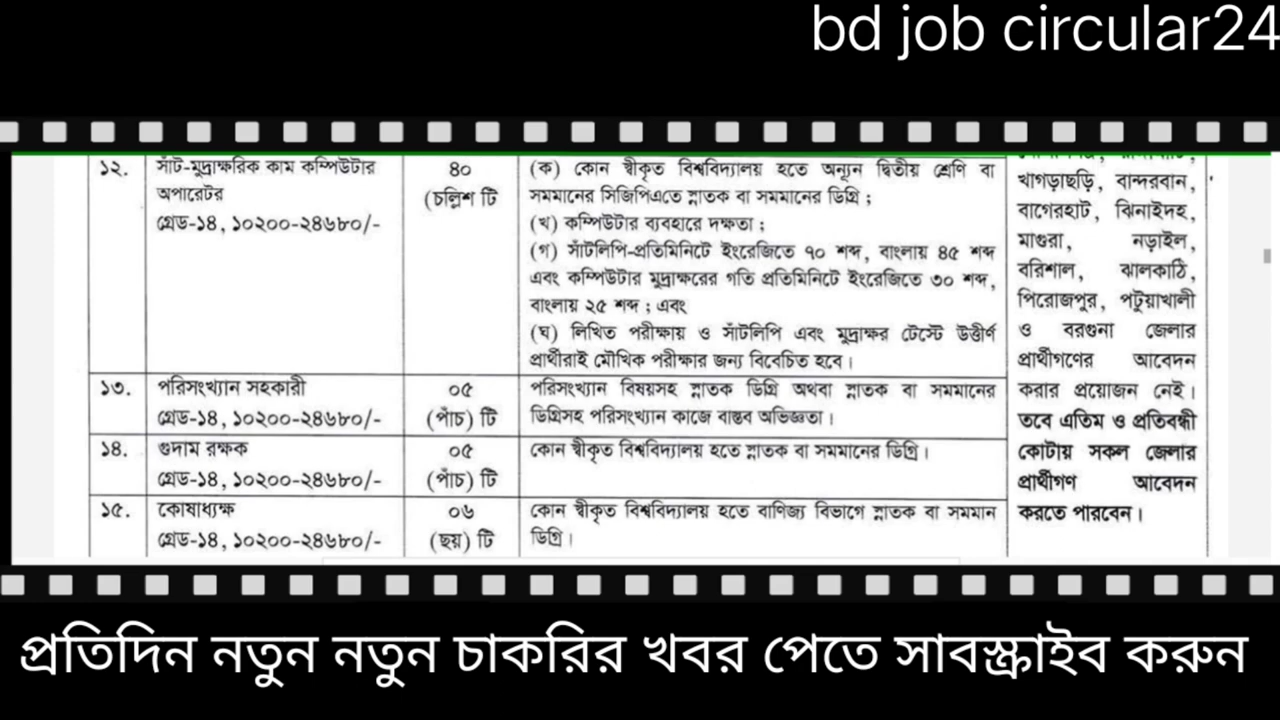 bd job circular24
১২.
সাঁট-মুদ্রাক্ষরিক কাম কম্পিউটার
অপারেটর
গ্রেড-১৪, ১০২০০-২৪৬৮০/-
৪০
(চল্লিশ টি
(ক) কোন স্বীকৃত বিশ্ববিদ্যালয় হতে অন্যূন দ্বিতীয় শ্রেণি বা
সমমানের সিজিপিএতে স্নাতক বা সমমানের ডিগ্রি ;
(খ) কম্পিউটার ব্যবহারে দক্ষতা ;
(গ) সাঁটলিপি-প্রতিমিনিটে ইংরেজিতে ৭০ শব্দ, বাংলায় ৪৫ শব্দ
এবং কম্পিউটার মুদ্রাক্ষরের গতি প্রতিমিনিটে ইংরেজিতে ৩০ শব্দ,
বাংলায় ২৫ শব্দ ; এবং
(ঘ) লিখিত পরীক্ষায় ও সাঁটলিপি এবং মুদ্রাক্ষর টেস্টে উত্তীর্ণ
প্রার্থীরাই মৌখিক পরীক্ষার জন্য বিবেচিত হবে।
১৩.
পরিসংখ্যান সহকারী
গ্রেড-১৪, ১০২০০-২৪৬৮০/-
০৫
(পাঁচ) টি
পরিসংখ্যান বিষয়সহ স্নাতক ডিগ্রি অথবা স্নাতক বা সমমানের
ডিগ্রিসহ পরিসংখ্যান কাজে বাস্তব অভিজ্ঞতা।
১৪.
গুদাম রক্ষক
গ্রেড-১৪, ১০২০০-২৪৬৮০/-
০৫
(পাঁচ) টি
কোন স্বীকৃত বিশ্ববিদ্যালয় হতে স্নাতক বা সমমানের ডিগ্রি।
১৫.
কোষাধ্যক্ষ
গ্রেড-১৪, ১০২০০-২৪৬৮০/-
০৬
(ছয়) টি
কোন স্বীকৃত বিশ্ববিদ্যালয় হতে বাণিজ্য বিভাগে স্নাতক বা সমমান
ডিগ্রি।
খাগড়াছড়ি, বান্দরবান,
বাগেরহাট, ঝিনাইদহ,
মাগুরা, নড়াইল,
বরিশাল, ঝালকাঠি,
পিরোজপুর, পটুয়াখালী
ও বরগুনা জেলার
প্রার্থীগণের আবেদন
করার প্রয়োজন নেই।
তবে এতিম ও প্রতিবন্ধী
কোটায় সকল জেলার
প্রার্থীগণ আবেদন
করতে পারবেন।
প্রতিদিন নতুন নতুন চাকরির খবর পেতে সাবস্ক্রাইব করুন